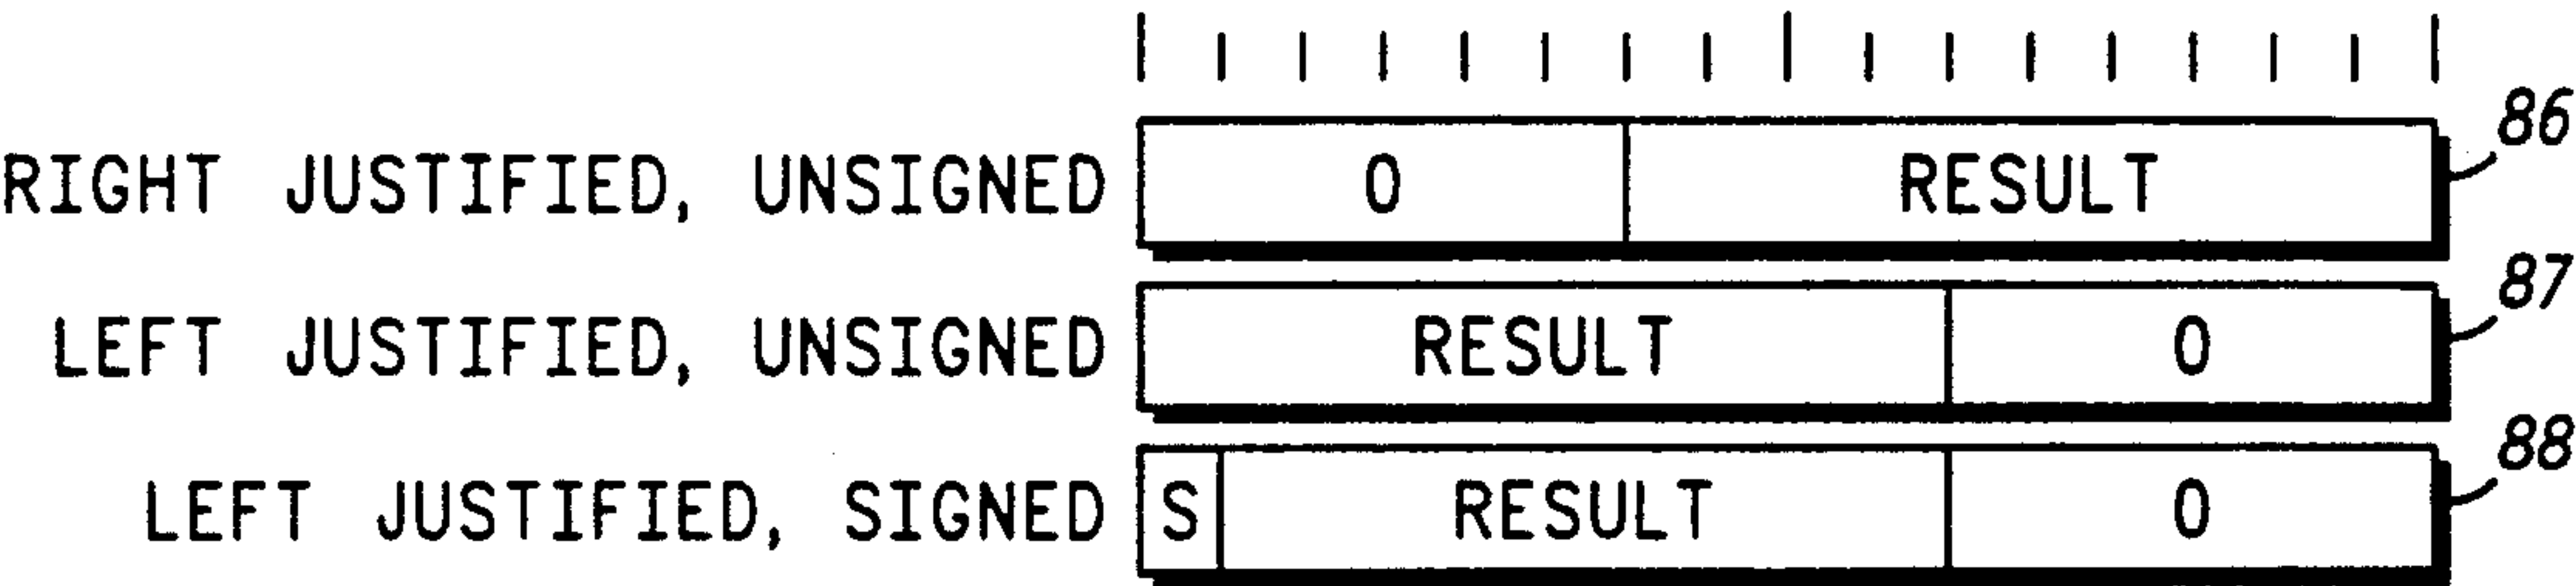 RIGHT JUSTIFIED, UNSIGNED 0 RESULT 86
LEFT JUSTIFIED, UNSIGNED RESULT 0 87
LEFT JUSTIFIED, SIGNED S RESULT 0 88